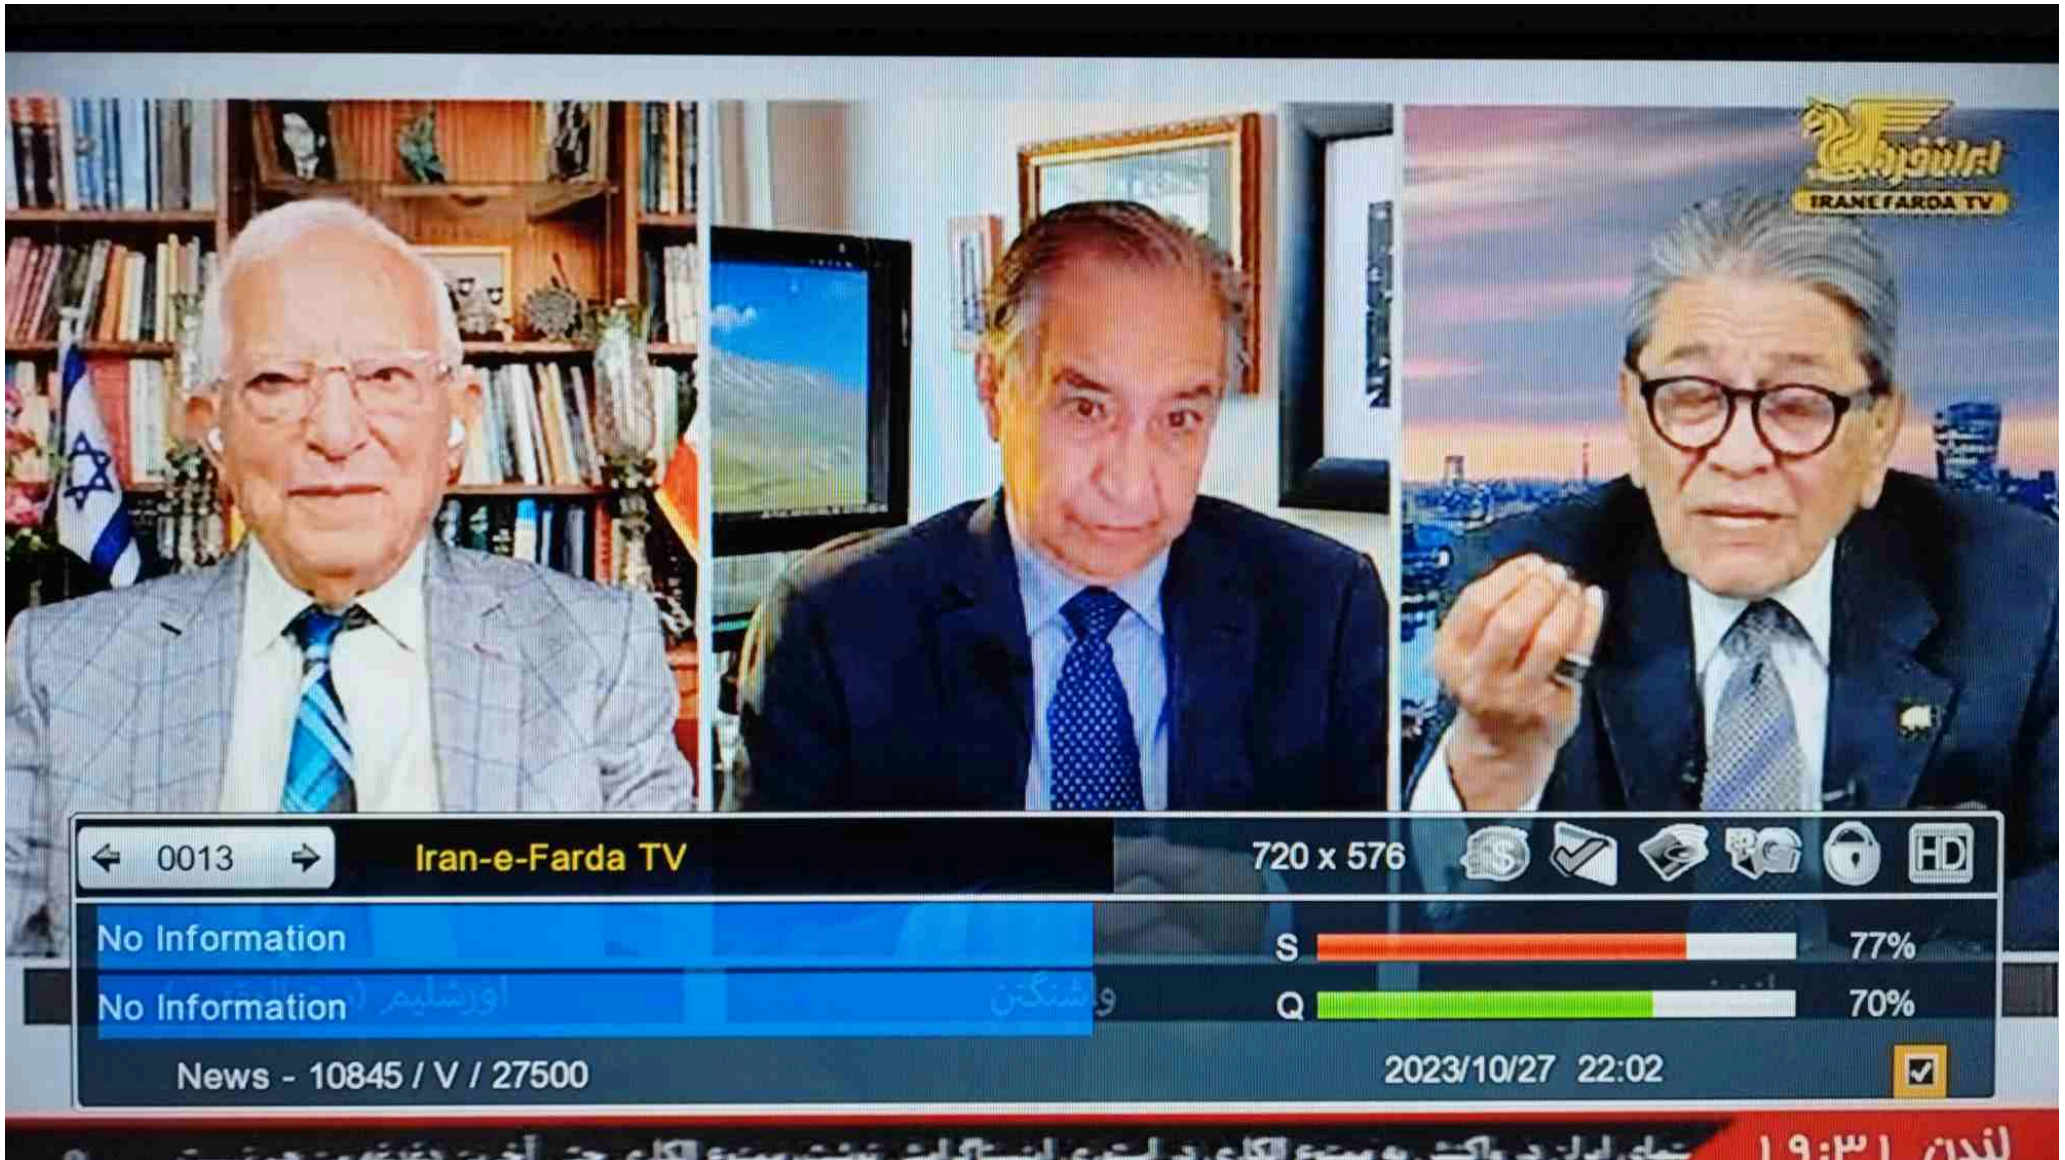 ایران‌فردا
IRANEFARDA TV
0013
Iran-e-Farda TV
720 x 576
HD
No Information
S 77%
اورشلیم
واشنگتن
No Information
Q 70%
News - 10845 / V / 27500
2023/10/27 22:02
لندن ۱۹:۳۱